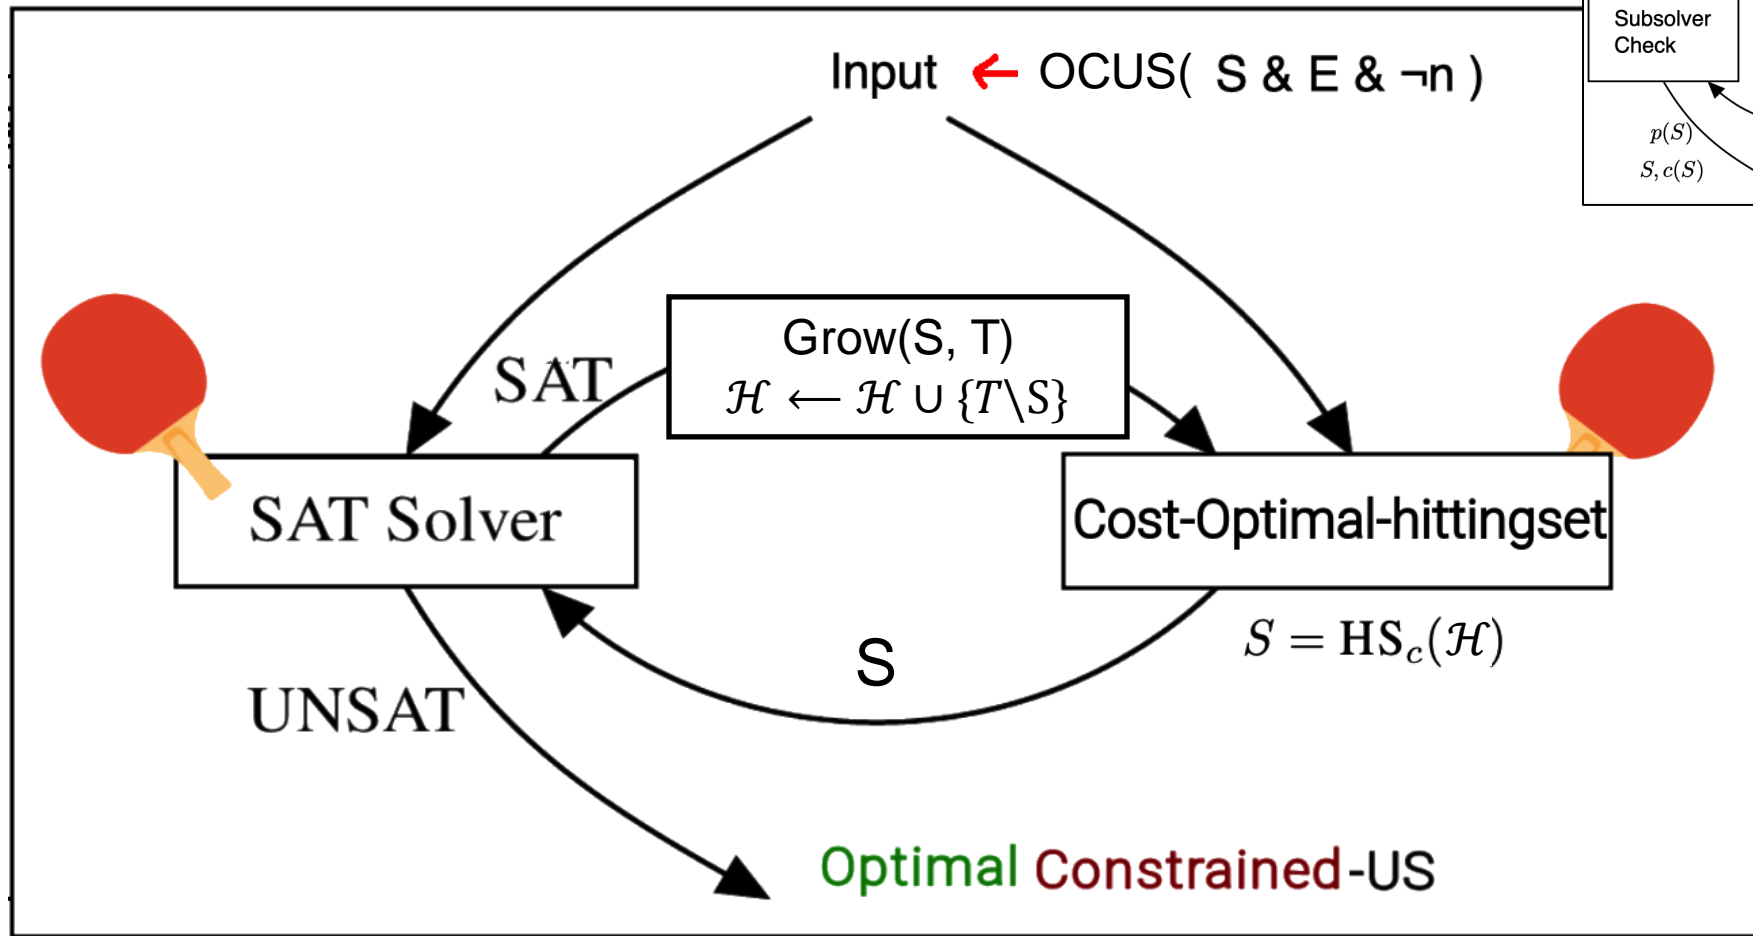 Subsolver
Check
p(S)
S, c(S)
Input ← OCUS( S & E & ¬n )
Grow(S, T)
ℋ ⟵ ℋ ∪ {T\S}
SAT
SAT Solver
Cost-Optimal-hittingset
S = HS_c(ℋ)
S
UNSAT
Optimal Constrained-US